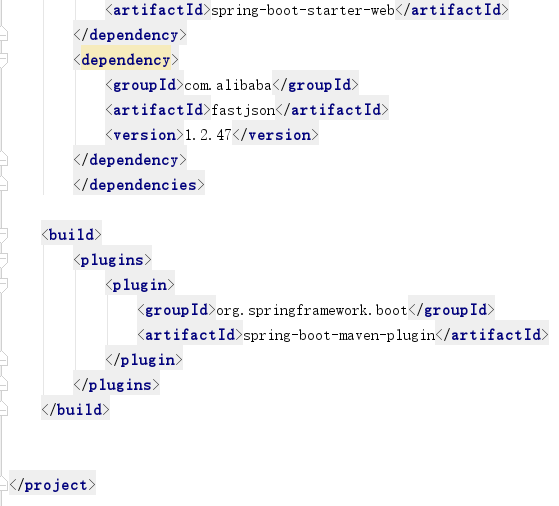 <artifactId>spring-boot-starter-web</artifactId>
</dependency>
<dependency>
<groupId>com.alibaba</groupId>
<artifactId>fastjson</artifactId>
<version>1.2.47</version>
</dependency>
</dependencies>
<build>
<plugins>
<plugin>
<groupId>org.springframework.boot</groupId>
<artifactId>spring-boot-maven-plugin</artifactId>
</plugin>
</plugins>
</build>
</project>